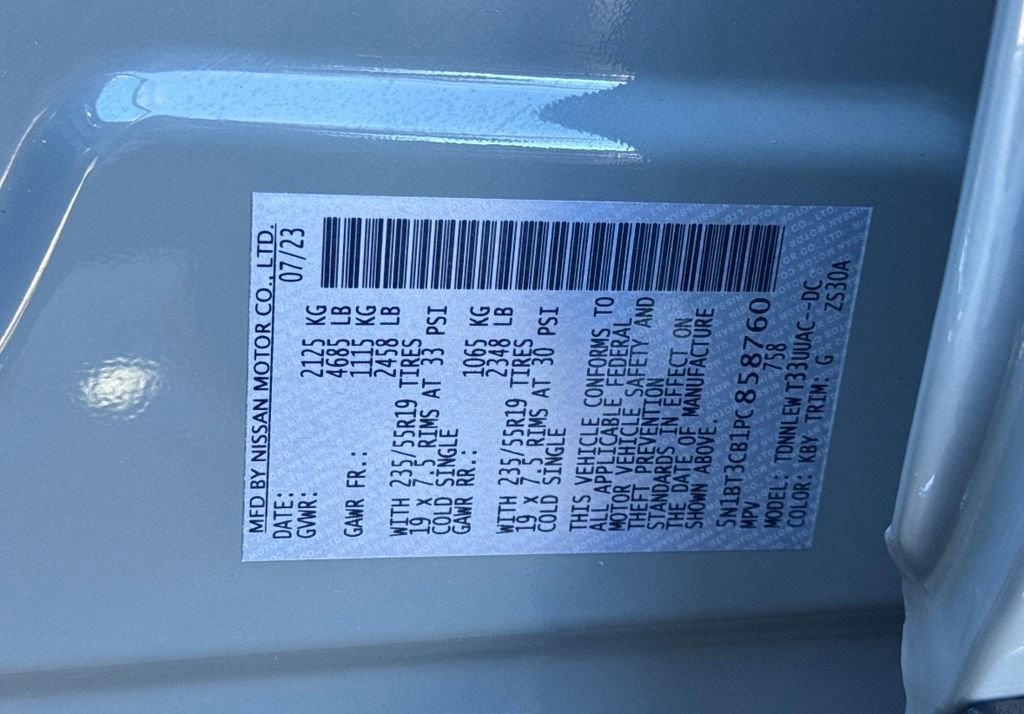 MFD BY NISSAN MOTOR CO., LTD.
DATE: 07/23
GVWR: 2125 KG
4685 LB
GAWR FR.: 1115 KG
2458 LB
WITH 235/55R19 TIRES
19 X 7.5 RIMS AT 33 PSI
COLD SINGLE
GAWR RR.: 1065 KG
2348 LB
WITH 235/55R19 TIRES
19 X 7.5 RIMS AT 30 PSI
COLD SINGLE
THIS VEHICLE CONFORMS TO
ALL APPLICABLE FEDERAL
MOTOR VEHICLE SAFETY AND
THEFT PREVENTION
STANDARDS IN EFFECT ON
THE DATE OF MANUFACTURE
SHOWN ABOVE.
5N1BT3CB1PC858760
MPV 758
MODEL: TDNNLEW T33UUAC--DC
COLOR: KBY TRIM: G ZS30A